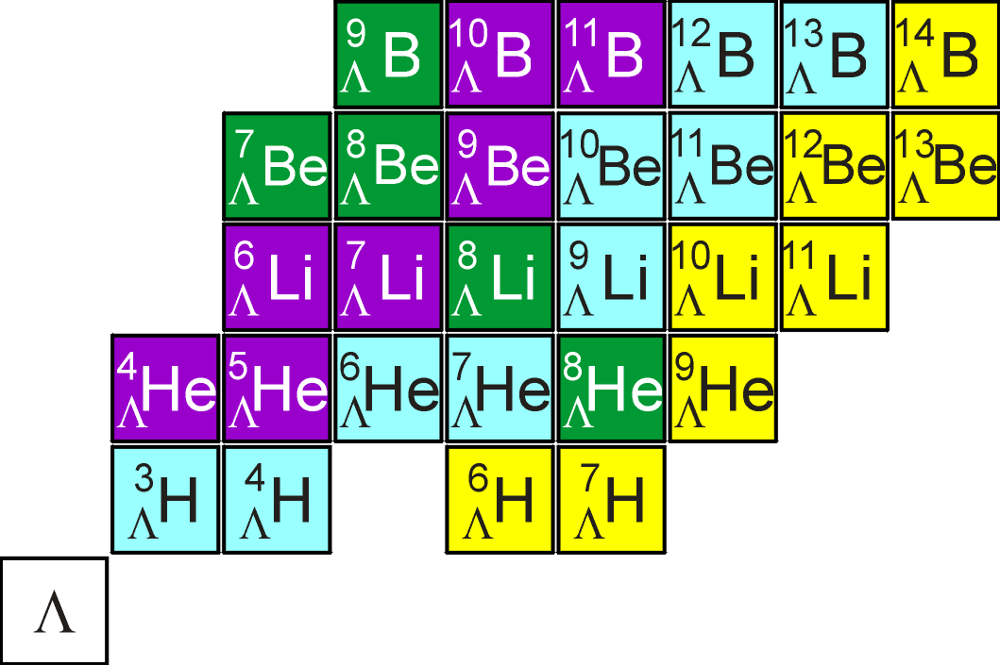 ⁹ΛB ¹⁰ΛB ¹¹ΛB ¹²ΛB ¹³ΛB ¹⁴ΛB
⁷ΛBe ⁸ΛBe ⁹ΛBe ¹⁰ΛBe ¹¹ΛBe ¹²ΛBe ¹³ΛBe
⁶ΛLi ⁷ΛLi ⁸ΛLi ⁹ΛLi ¹⁰ΛLi ¹¹ΛLi
⁴ΛHe ⁵ΛHe ⁶ΛHe ⁷ΛHe ⁸ΛHe ⁹ΛHe
³ΛH ⁴ΛH ⁶ΛH ⁷ΛH
Λ